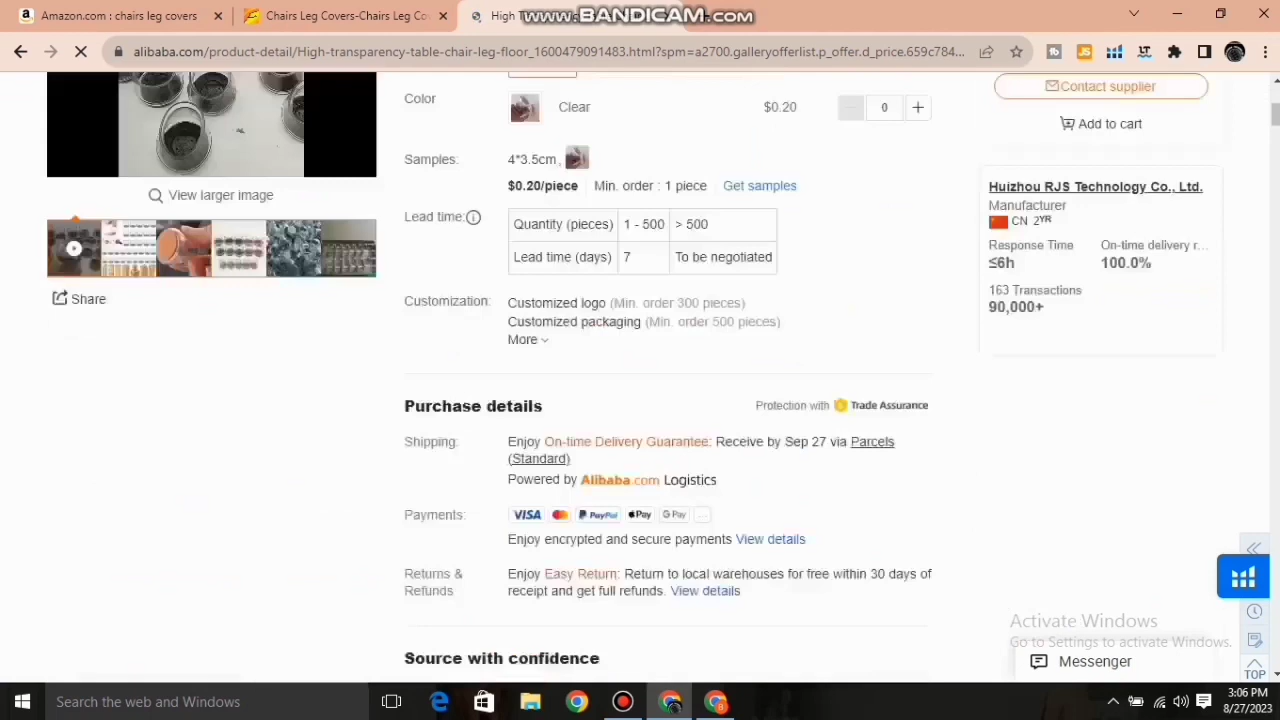 Amazon.com : chairs leg covers
Chairs Leg Covers-Chairs Leg Cov
High T
www.BANDICAM.com
alibaba.com/product-detail/High-transparency-table-chair-leg-floor_1600479091483.html?spm=a2700.galleryofferlist.p_offer.d_price.659c784...
Contact supplier
Color
Clear
$0.20
0
Add to cart
Samples:
4*3.5cm ,
$0.20/piece
Min. order : 1 piece
Get samples
Huizhou RJS Technology Co., Ltd.
Manufacturer
CN 2YR
Lead time:
Quantity (pieces)
1 - 500
> 500
View larger image
Response Time
On-time delivery r...
≤6h
100.0%
Lead time (days)
7
To be negotiated
163 Transactions
90,000+
Share
Customization:
Customized logo (Min. order 300 pieces)
Customized packaging (Min. order 500 pieces)
More
Purchase details
Protection with
Trade Assurance
Shipping:
Enjoy On-time Delivery Guarantee: Receive by Sep 27 via Parcels
(Standard)
Powered by Alibaba.com Logistics
Payments:
VISA
PayPal
Pay
G Pay
...
Enjoy encrypted and secure payments View details
Returns &
Refunds
Enjoy Easy Return: Return to local warehouses for free within 30 days of
receipt and get full refunds. View details
Source with confidence
Activate Windows
Go to Settings to activate Windows.
Messenger
TOP
Search the web and Windows
3:06 PM
8/27/2023